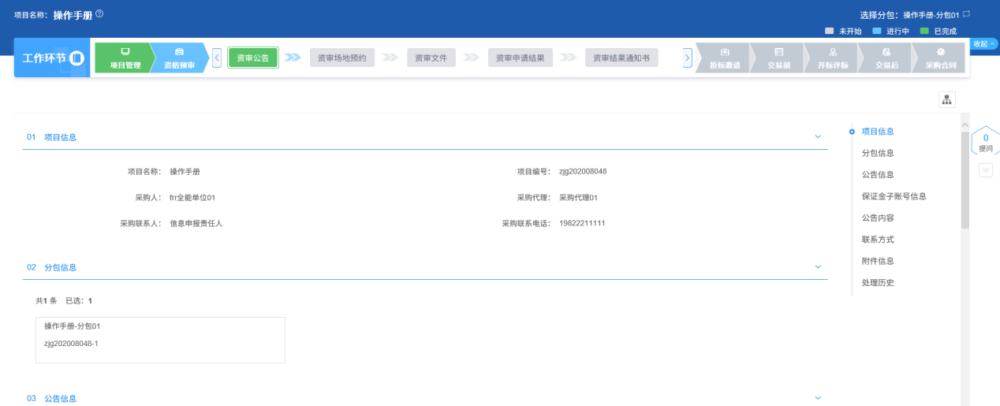 项目名称: 操作手册
选择分包: 操作手册-分包01
未开始 进行中 已完成
收起
工作环节 项目管理 资格预审 资审公告 资审场地预约 资审文件 资审申请结果 资审结果通知书 投标邀请 交易前 开标评标 交易后 采购合同
01 项目信息
项目名称: 操作手册 项目编号: zjg202008048
采购人: frr全能单位01 采购代理: 采购代理01
采购联系人: 信息申报责任人 采购联系电话: 19822211111
02 分包信息
共1 条 已选: 1
操作手册-分包01
zjg202008048-1
03 公告信息
项目信息
分包信息
公告信息
保证金子账号信息
公告内容
联系方式
附件信息
处理历史
0
提问